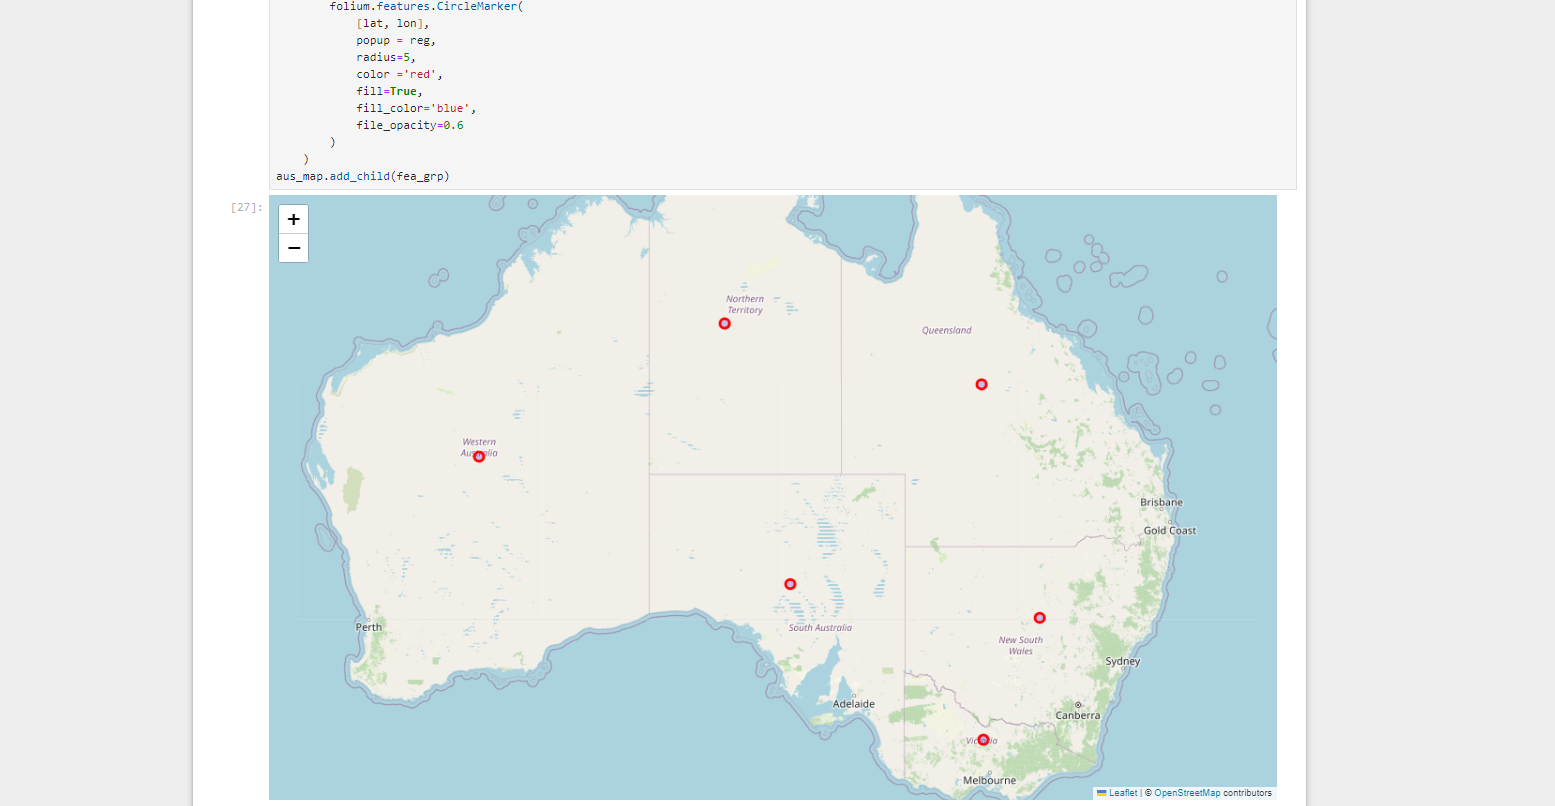 folium.features.CircleMarker(
[lat, lon],
popup = reg,
radius=5,
color ='red',
fill=True,
fill_color='blue',
file_opacity=0.6
)
)
aus_map.add_child(fea_grp)
[27]:
+
−
Northern
Territory
Queensland
Western
Australia
Brisbane
Gold Coast
Perth
South Australia
New South
Wales
Sydney
Adelaide
Canberra
Victoria
Melbourne
Leaflet | © OpenStreetMap contributors